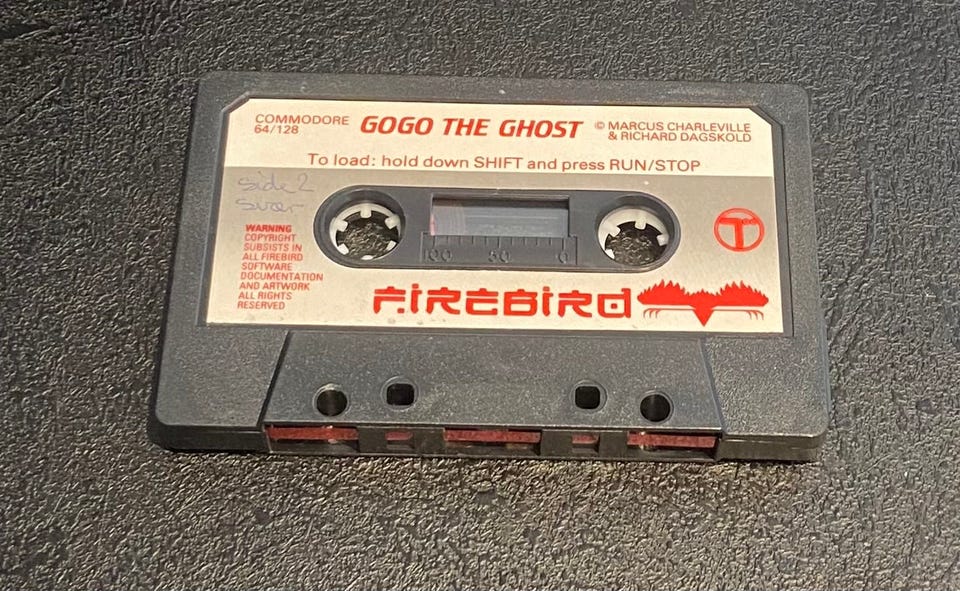 COMMODORE
64/128
GOGO THE GHOST
© MARCUS CHARLEVILLE
& RICHARD DAGSKOLD
To load: hold down SHIFT and press RUN/STOP
side 2
WARNING
COPYRIGHT
SUBSISTS IN
ALL FIREBIRD
SOFTWARE
DOCUMENTATION
AND ARTWORK
ALL RIGHTS
RESERVED
100 50 0
FIREBIRD